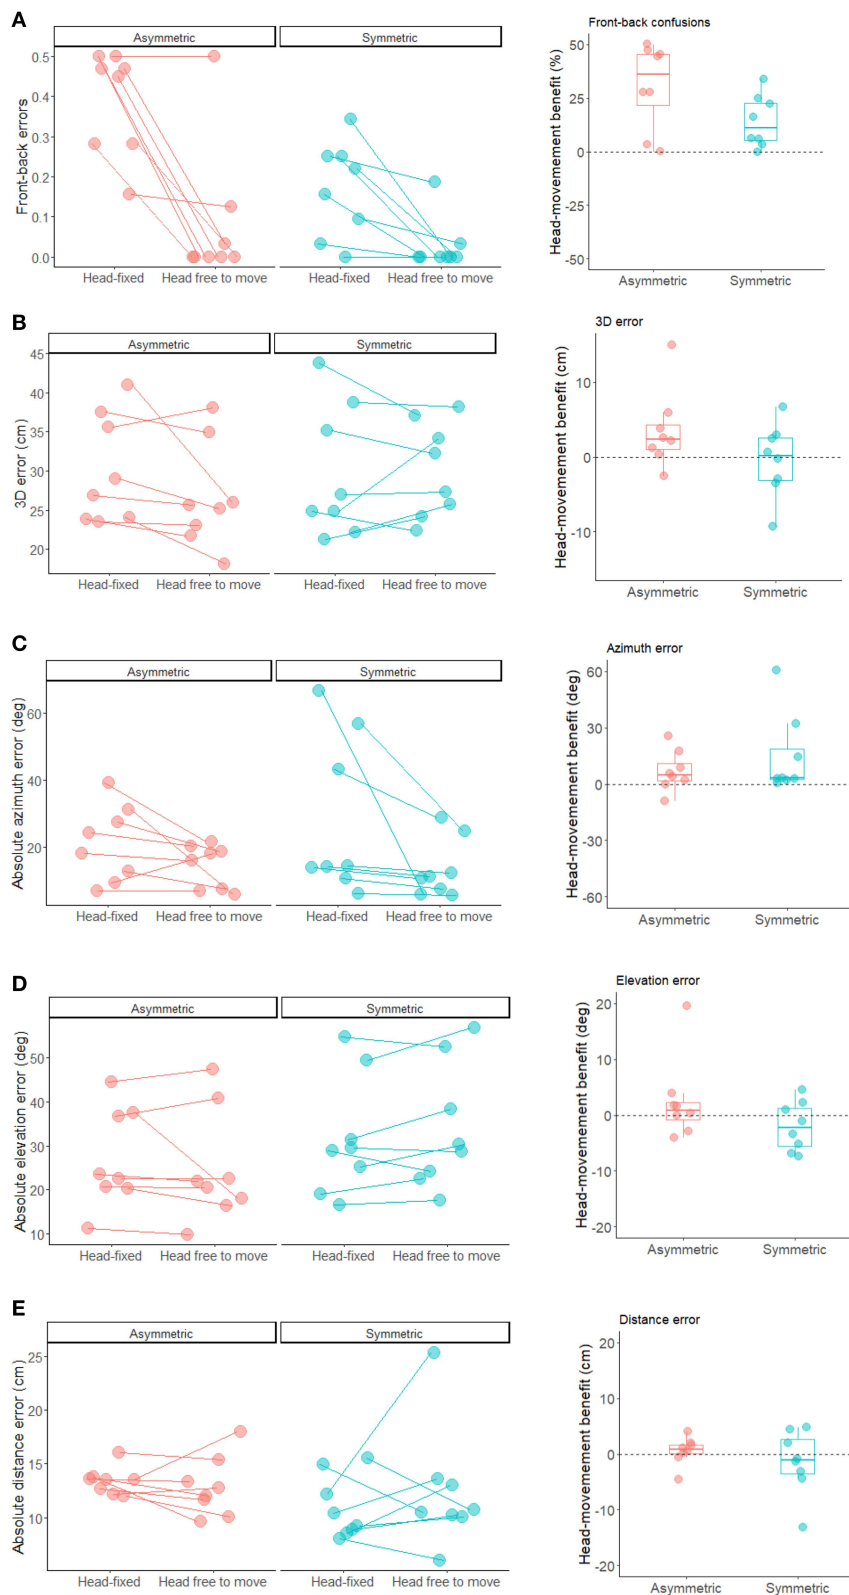 A
Asymmetric
Symmetric
Front-back errors
0.5
0.4
0.3
0.2
0.1
0.0
Head-fixed
Head free to move
Head-fixed
Head free to move
Front-back confusions
Head-movemement benefit (%)
50
25
0
-25
-50
Asymmetric
Symmetric
B
Asymmetric
Symmetric
3D error (cm)
45
40
35
30
25
20
Head-fixed
Head free to move
Head-fixed
Head free to move
3D error
Head-movemement benefit (cm)
10
0
-10
Asymmetric
Symmetric
C
Asymmetric
Symmetric
Absolute azimuth error (deg)
60
40
20
Head-fixed
Head free to move
Head-fixed
Head free to move
Azimuth error
Head-movemement benefit (deg)
60
30
0
-30
-60
Asymmetric
Symmetric
D
Asymmetric
Symmetric
Absolute elevation error (deg)
50
40
30
20
10
Head-fixed
Head free to move
Head-fixed
Head free to move
Elevation error
Head-movemement benefit (deg)
20
10
0
-10
-20
Asymmetric
Symmetric
E
Asymmetric
Symmetric
Absolute distance error (cm)
25
20
15
10
Head-fixed
Head free to move
Head-fixed
Head free to move
Distance error
Head-movemement benefit (cm)
20
10
0
-10
-20
Asymmetric
Symmetric